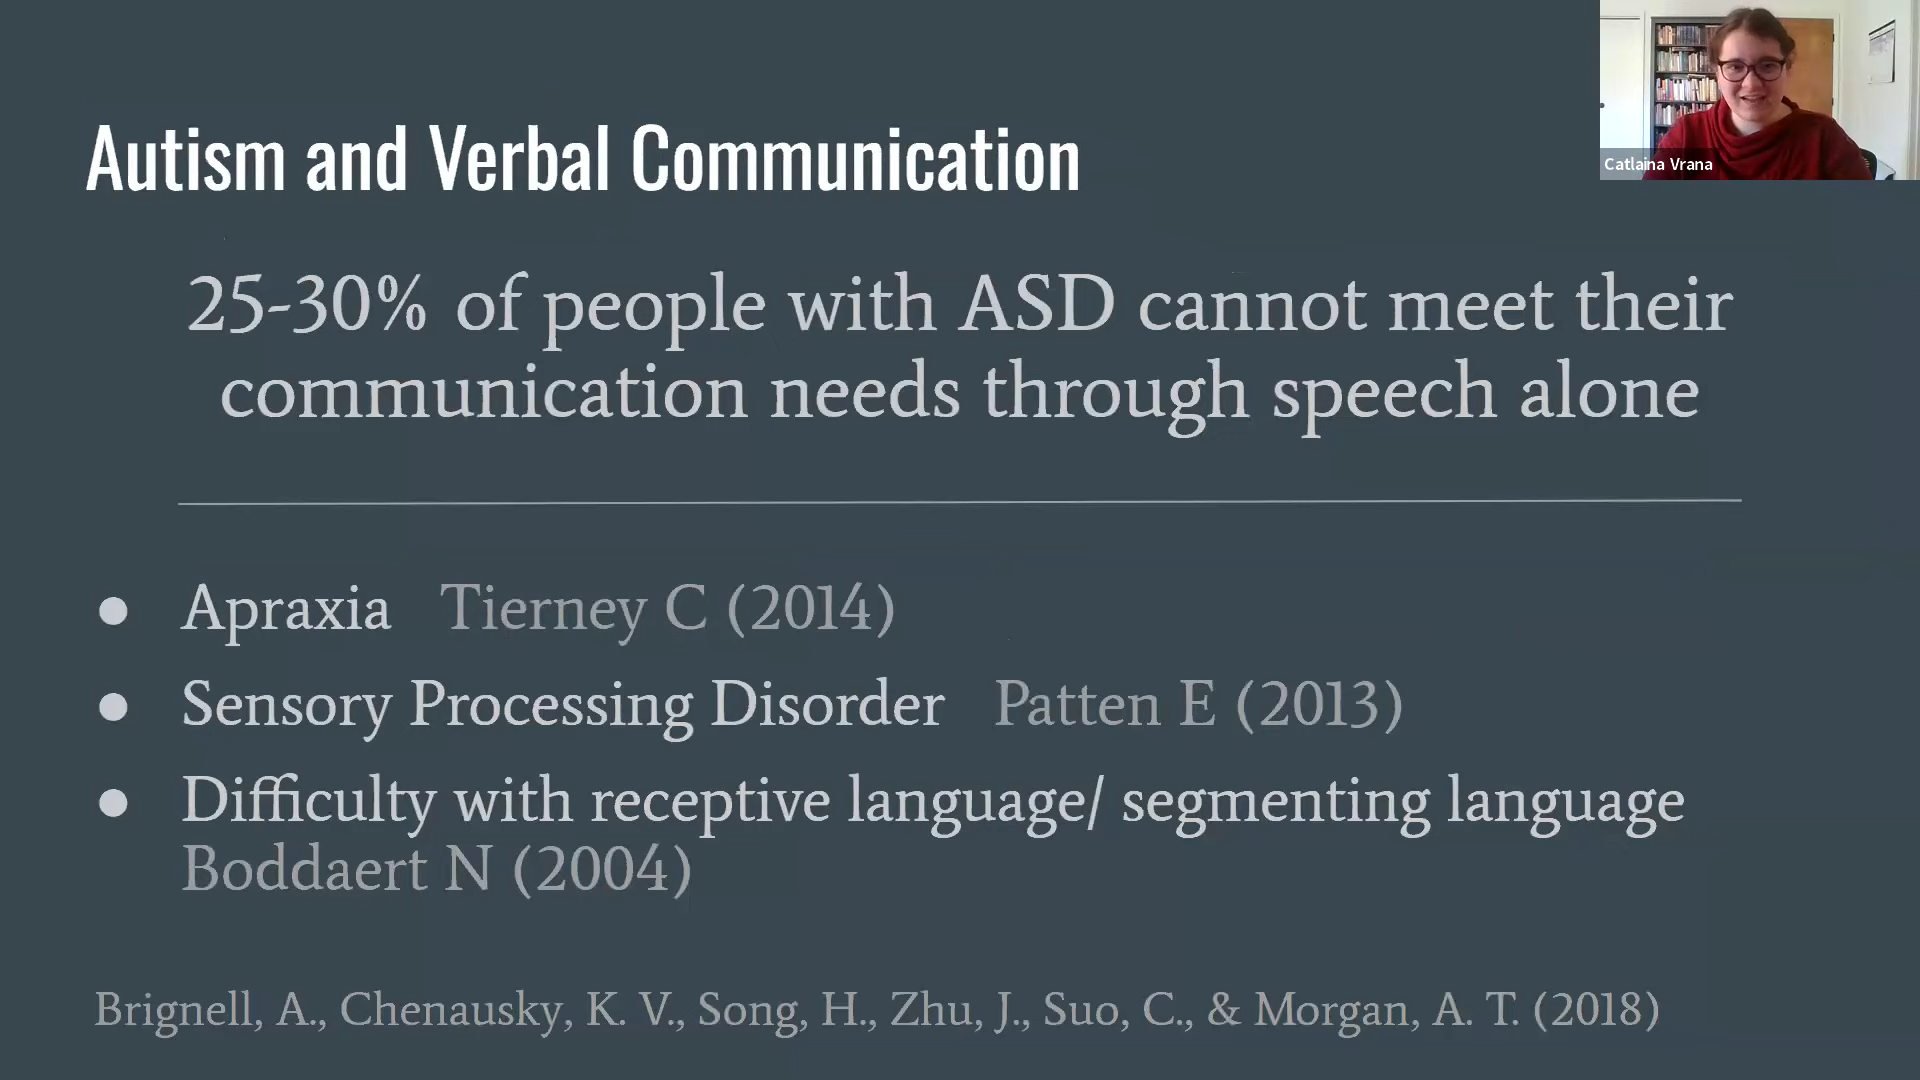 Autism and Verbal Communication
Catlaina Vrana
25-30% of people with ASD cannot meet their
communication needs through speech alone
● Apraxia Tierney C (2014)
● Sensory Processing Disorder Patten E (2013)
● Difficulty with receptive language/ segmenting language
Boddaert N (2004)
Brignell, A., Chenausky, K. V., Song, H., Zhu, J., Suo, C., & Morgan, A. T. (2018)